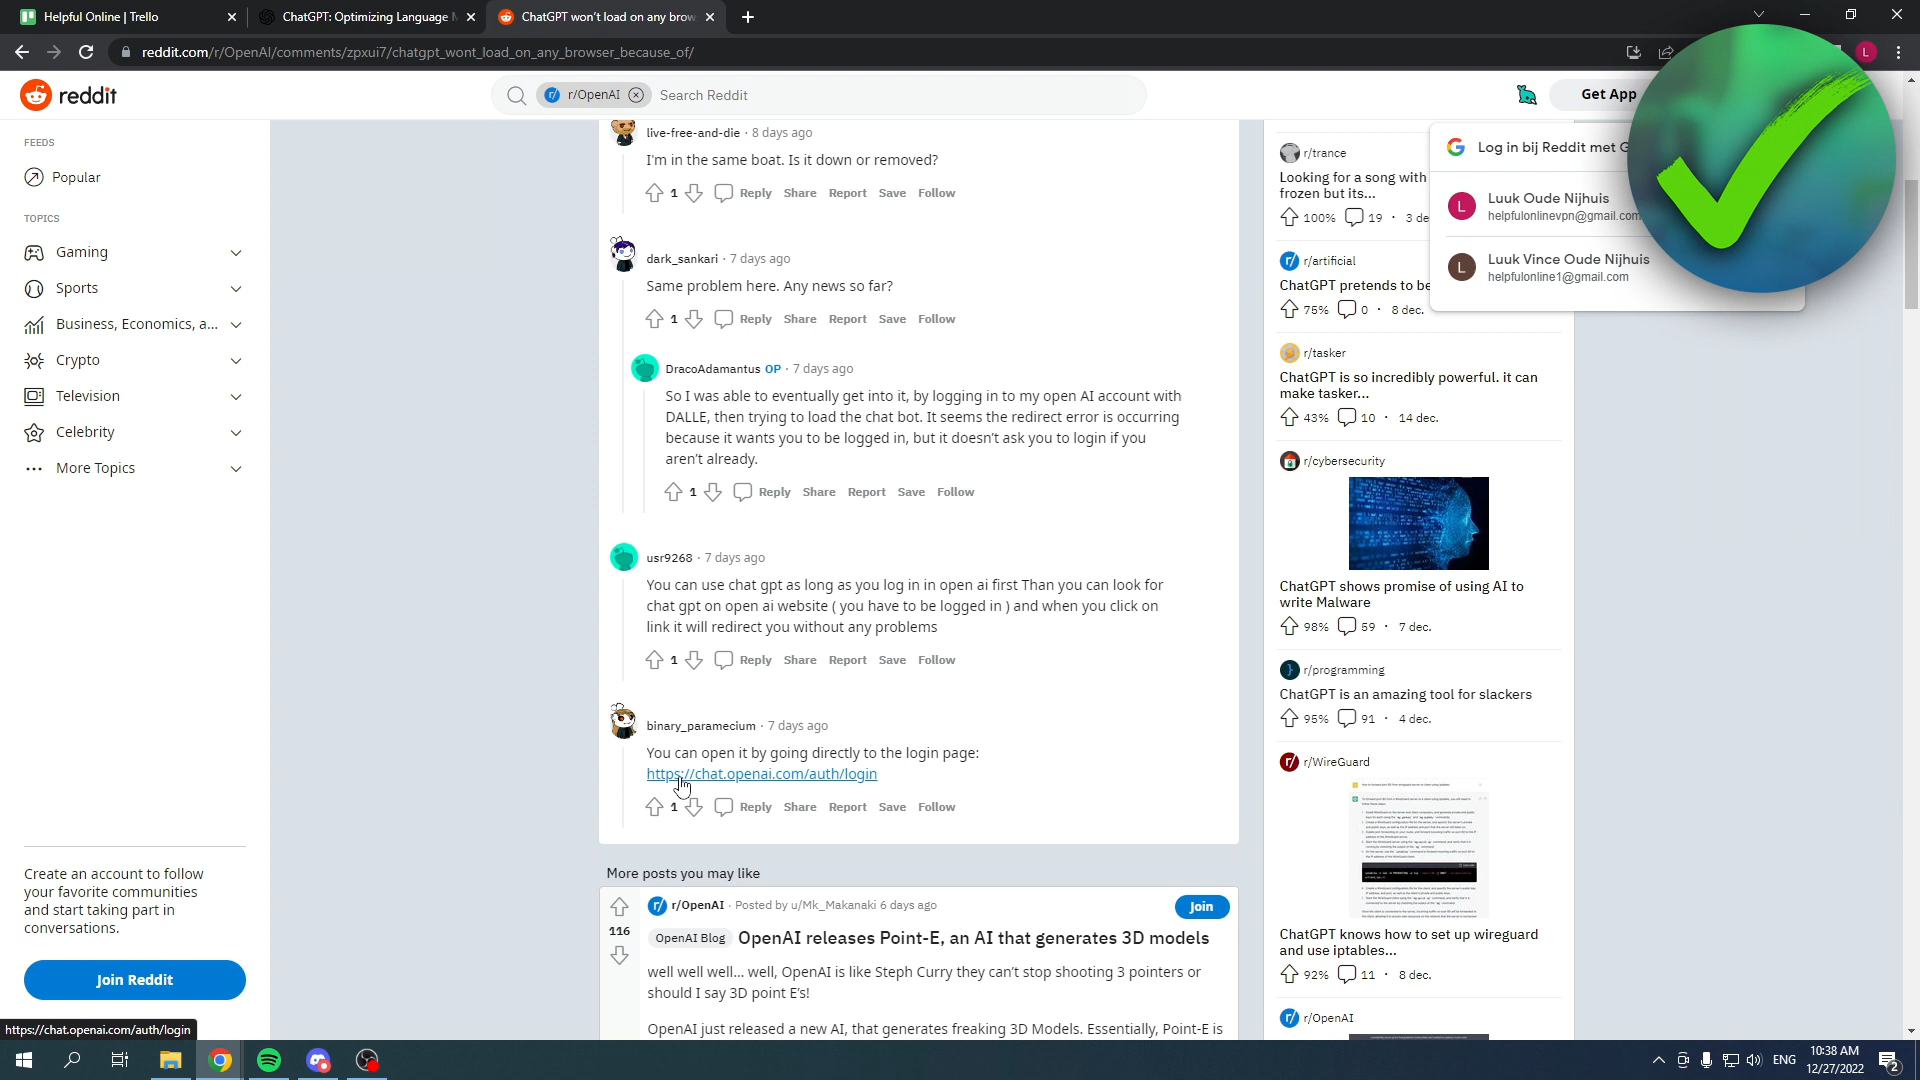 Helpful Online | Trello
ChatGPT: Optimizing Language
ChatGPT won't load on any brow
reddit.com/r/OpenAI/comments/zpxui7/chatgpt_wont_load_on_any_browser_because_of/
L
reddit
r/OpenAI
Search Reddit
Get App
FEEDS
Popular
TOPICS
Gaming
Sports
Business, Economics, a...
Crypto
Television
Celebrity
More Topics
Create an account to follow
your favorite communities
and start taking part in
conversations.
Join Reddit
https://chat.openai.com/auth/login
live-free-and-die · 8 days ago
I'm in the same boat. Is it down or removed?
1 Reply Share Report Save Follow
dark_sankari · 7 days ago
Same problem here. Any news so far?
1 Reply Share Report Save Follow
DracoAdamantus OP · 7 days ago
So I was able to eventually get into it, by logging in to my open AI account with
DALLE, then trying to load the chat bot. It seems the redirect error is occurring
because it wants you to be logged in, but it doesn't ask you to login if you
aren't already.
1 Reply Share Report Save Follow
usr9268 · 7 days ago
You can use chat gpt as long as you log in in open ai first Than you can look for
chat gpt on open ai website ( you have to be logged in ) and when you click on
link it will redirect you without any problems
1 Reply Share Report Save Follow
binary_paramecium · 7 days ago
You can open it by going directly to the login page:
https://chat.openai.com/auth/login
1 Reply Share Report Save Follow
More posts you may like
116
r/OpenAI · Posted by u/Mk_Makanaki 6 days ago
Join
OpenAI Blog OpenAI releases Point-E, an AI that generates 3D models
well well well... well, OpenAI is like Steph Curry they can't stop shooting 3 pointers or
should I say 3D point E's!
OpenAI just released a new AI, that generates freaking 3D Models. Essentially, Point-E is
r/trance
Looking for a song with
frozen but its...
100% 19 · 3 de
r/artificial
ChatGPT pretends to be
75% 0 · 8 dec.
r/tasker
ChatGPT is so incredibly powerful. it can
make tasker...
43% 10 · 14 dec.
r/cybersecurity
ChatGPT shows promise of using AI to
write Malware
98% 59 · 7 dec.
r/programming
ChatGPT is an amazing tool for slackers
95% 91 · 4 dec.
r/WireGuard
ChatGPT knows how to set up wireguard
and use iptables...
92% 11 · 8 dec.
r/OpenAI
Log in bij Reddit met G
L
Luuk Oude Nijhuis
helpfulonlinevpn@gmail.com
L
Luuk Vince Oude Nijhuis
helpfulonline1@gmail.com
ENG
10:38 AM
12/27/2022
2